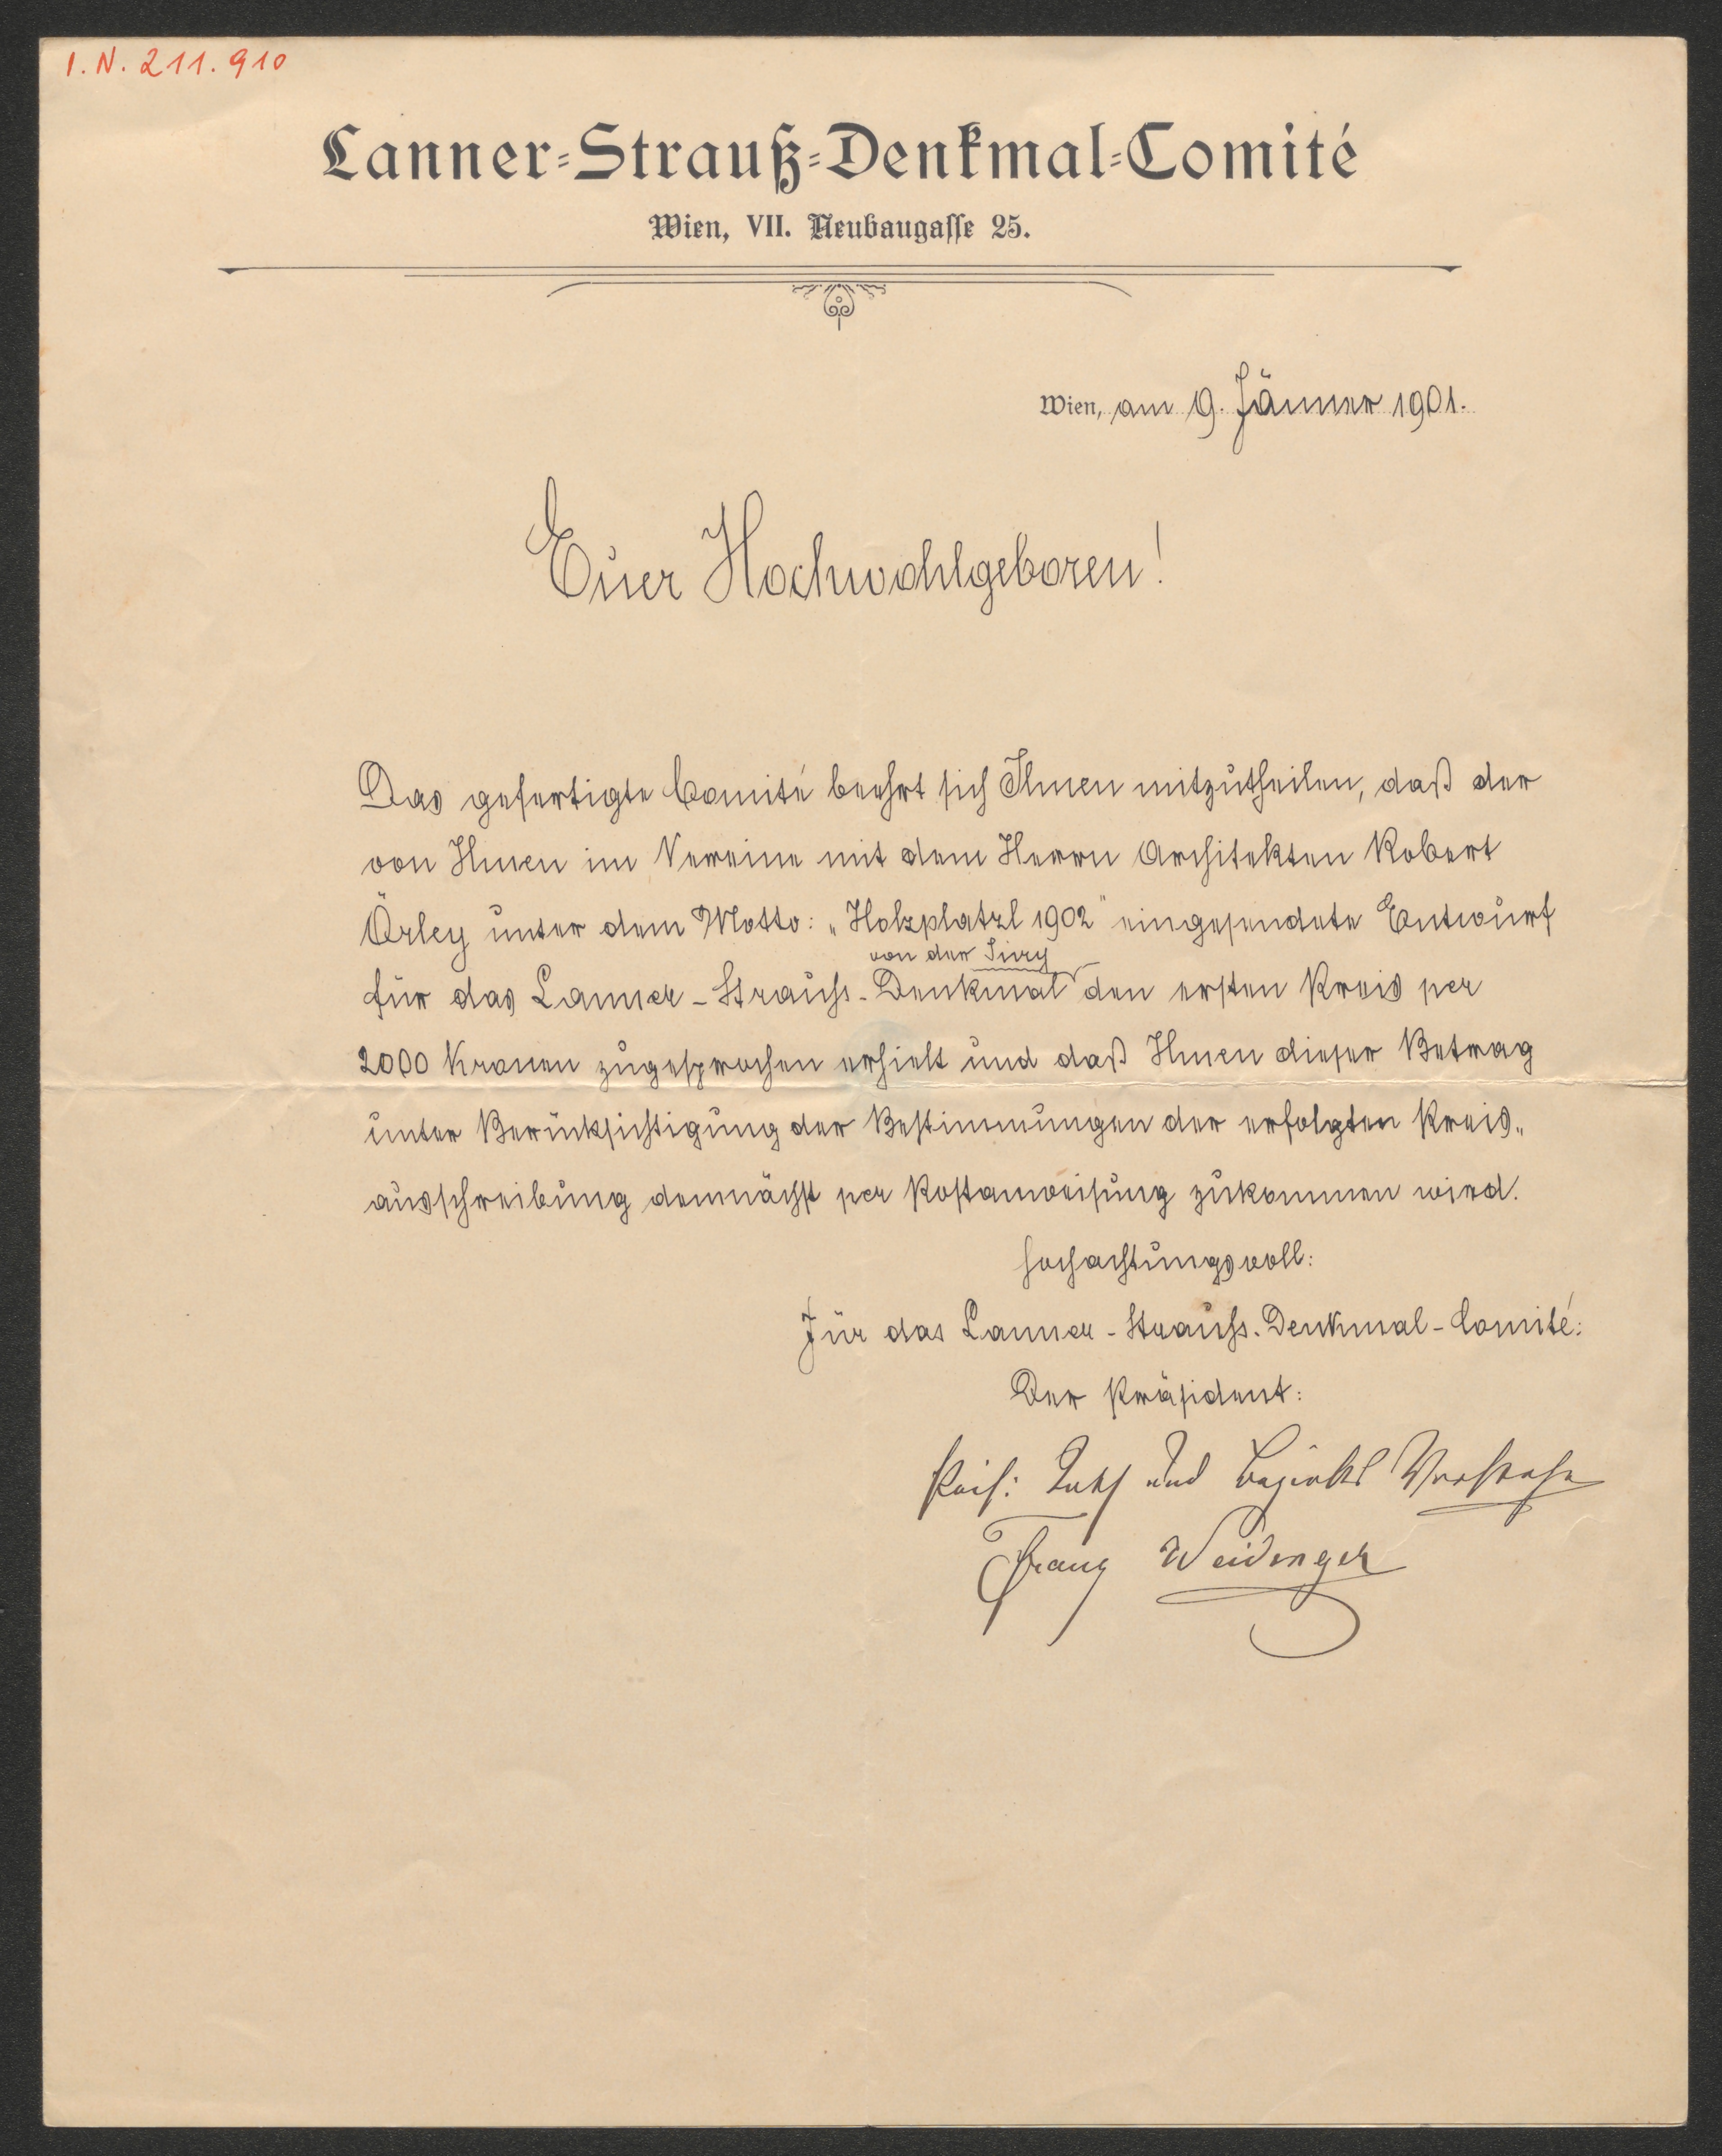 I.N. 211.910
Lanner-Strauß-Denkmal-Comité
Wien, VII. Neubaugasse 25.
Wien, am 9. Jänner 1901.
Euer Hochwohlgeboren!
Das gefertigte Comité beehrt sich Ihnen mitzutheilen, daß der
von Ihnen im Vereine mit dem Herrn Architekten Robert
Örley unter dem Motto: „Holzplatzl 1902" eingesendete Entwurf
von der Jury
für das Lanner-Strauss-Denkmal den ersten Preis per
2000 Kronen zugesprochen erhielt und daß Ihnen dieser Betrag
unter Berücksichtigung der Bestimmungen der erfolgten Preis„
ausschreibung demnächst per Postanweisung zukommen wird.
Hochachtungsvoll:
Für das Lanner-Strauss-Denkmal-Comité:
Der Präsident:
und Bezirks Vorsteher
Franz Weidinger